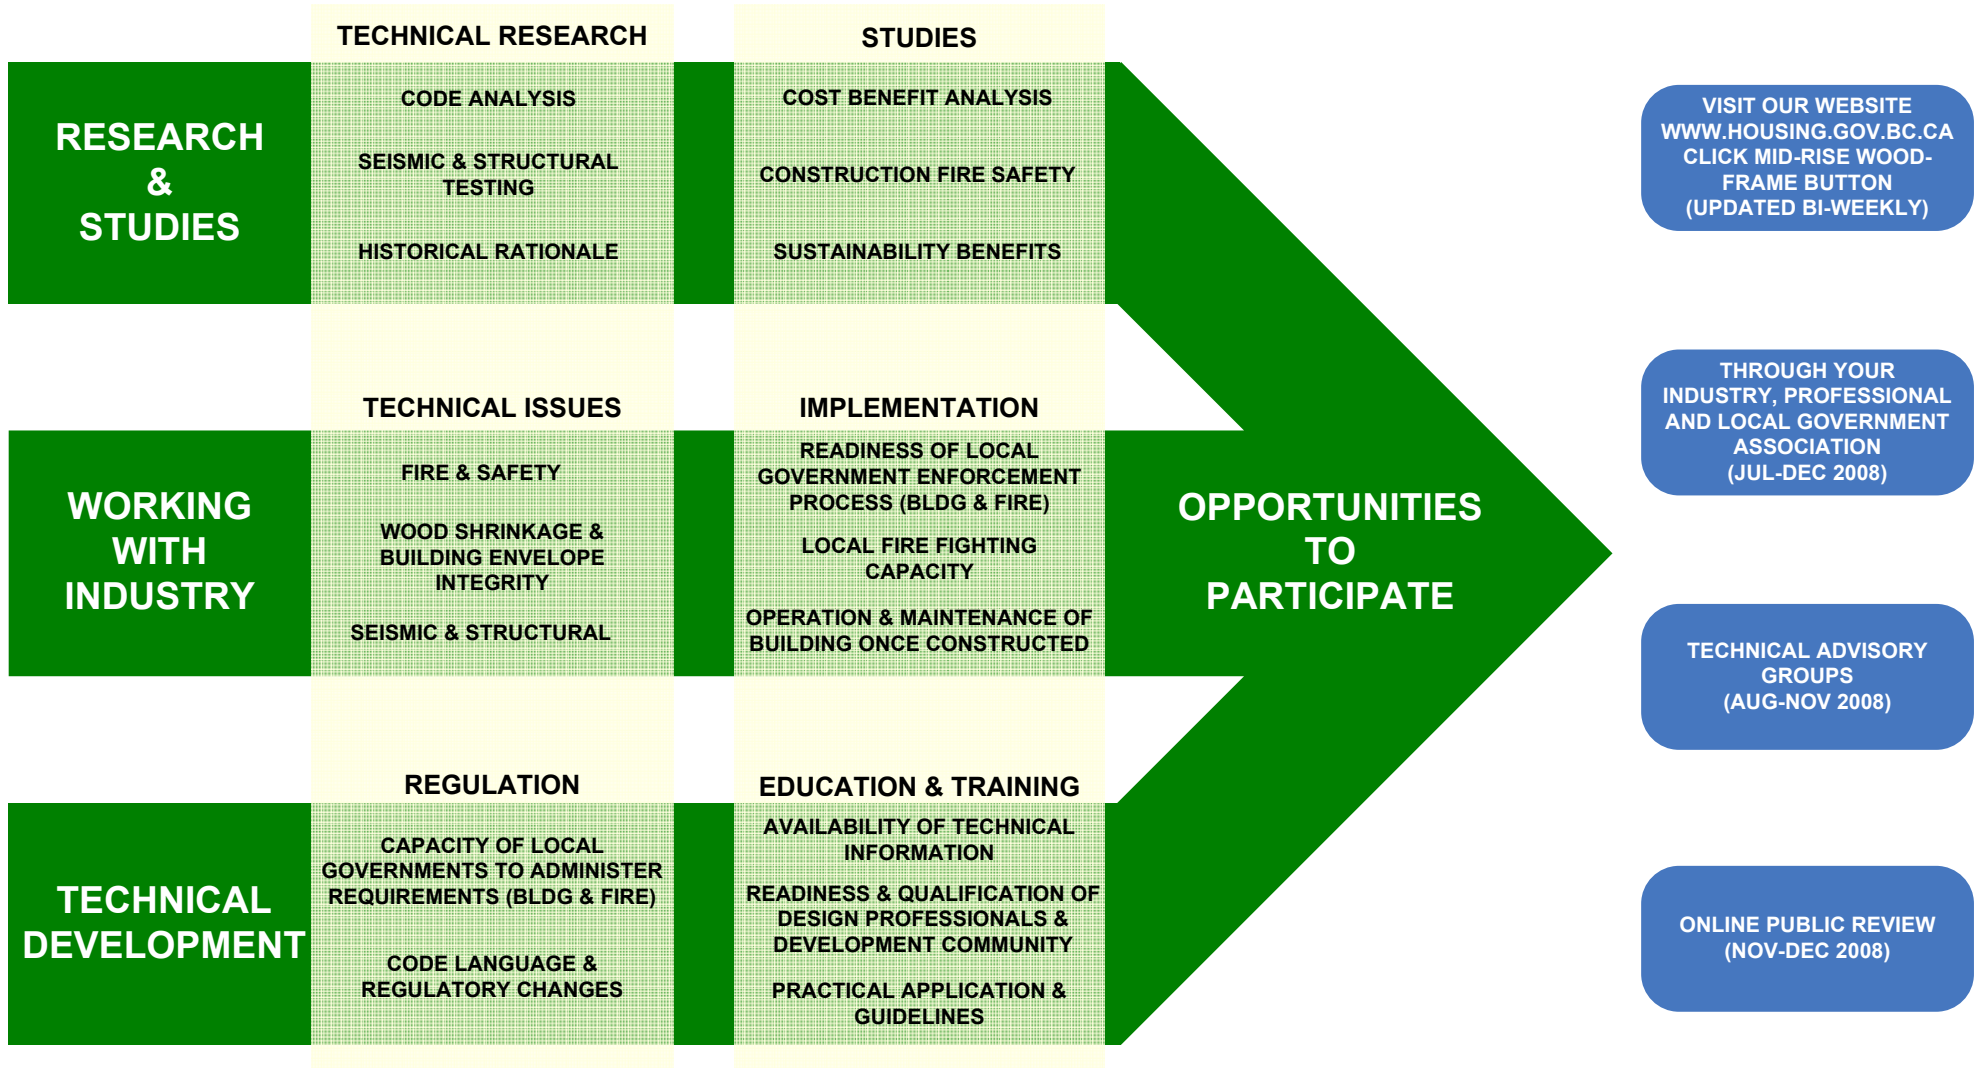 TECHNICAL RESEARCH
STUDIES
RESEARCH
&
STUDIES
CODE ANALYSIS
SEISMIC & STRUCTURAL
TESTING
HISTORICAL RATIONALE
COST BENEFIT ANALYSIS
CONSTRUCTION FIRE SAFETY
SUSTAINABILITY BENEFITS
TECHNICAL ISSUES
IMPLEMENTATION
WORKING
WITH
INDUSTRY
FIRE & SAFETY
WOOD SHRINKAGE &
BUILDING ENVELOPE
INTEGRITY
SEISMIC & STRUCTURAL
READINESS OF LOCAL
GOVERNMENT ENFORCEMENT
PROCESS (BLDG & FIRE)
LOCAL FIRE FIGHTING
CAPACITY
OPERATION & MAINTENANCE OF
BUILDING ONCE CONSTRUCTED
REGULATION
EDUCATION & TRAINING
TECHNICAL
DEVELOPMENT
CAPACITY OF LOCAL
GOVERNMENTS TO ADMINISTER
REQUIREMENTS (BLDG & FIRE)
CODE LANGUAGE &
REGULATORY CHANGES
AVAILABILITY OF TECHNICAL
INFORMATION
READINESS & QUALIFICATION OF
DESIGN PROFESSIONALS &
DEVELOPMENT COMMUNITY
PRACTICAL APPLICATION &
GUIDELINES
OPPORTUNITIES
TO
PARTICIPATE
VISIT OUR WEBSITE
WWW.HOUSING.GOV.BC.CA
CLICK MID-RISE WOOD-
FRAME BUTTON
(UPDATED BI-WEEKLY)
THROUGH YOUR
INDUSTRY, PROFESSIONAL
AND LOCAL GOVERNMENT
ASSOCIATION
(JUL-DEC 2008)
TECHNICAL ADVISORY
GROUPS
(AUG-NOV 2008)
ONLINE PUBLIC REVIEW
(NOV-DEC 2008)